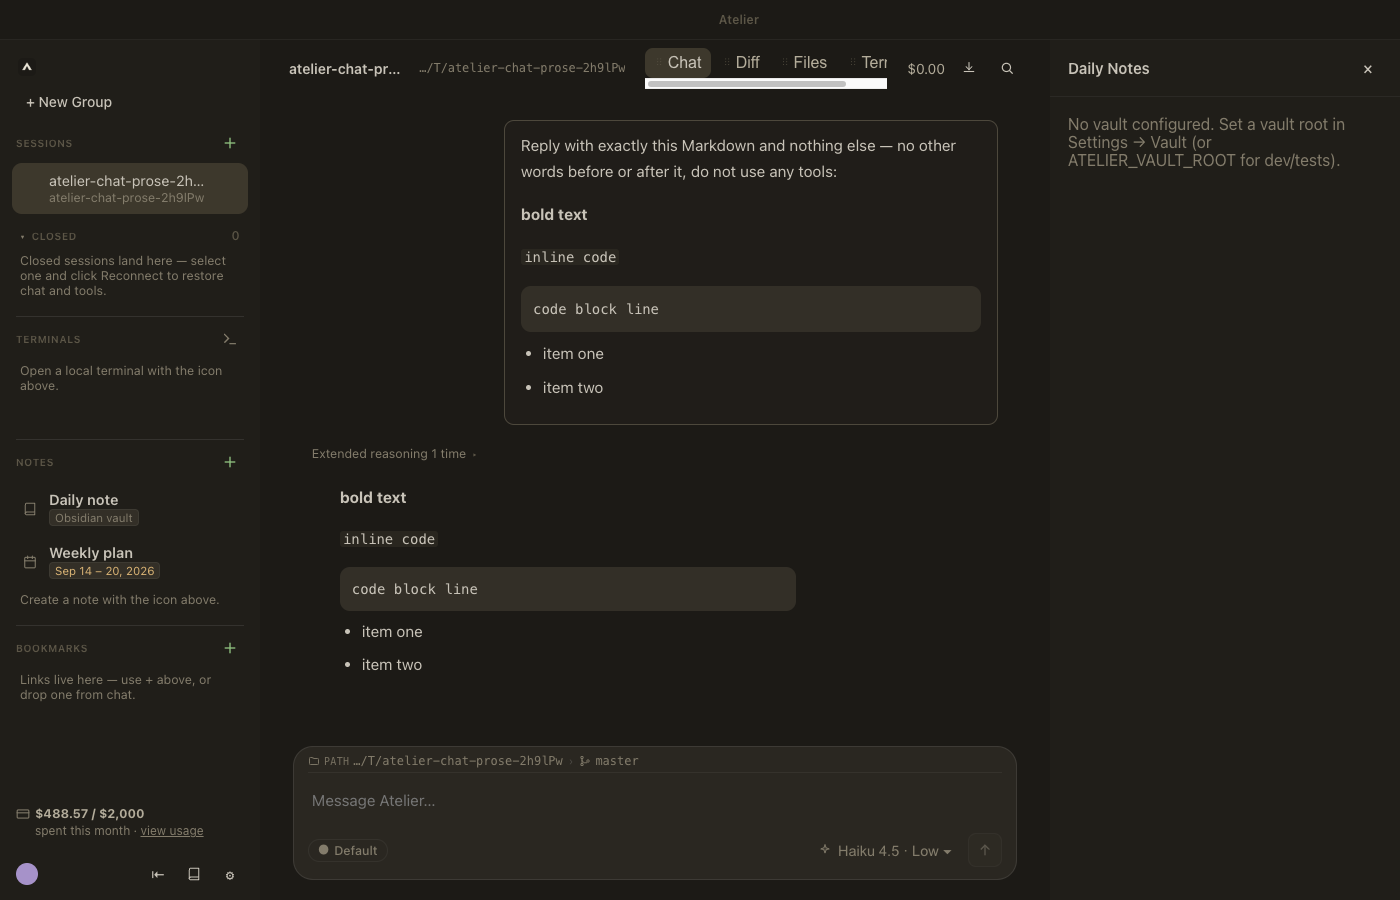 Atelier
+ New Group
SESSIONS
atelier-chat-prose-2h...
atelier-chat-prose-2h9lPw
CLOSED 0
Closed sessions land here — select
one and click Reconnect to restore
chat and tools.
TERMINALS
Open a local terminal with the icon
above.
NOTES
Daily note
Obsidian vault
Weekly plan
Sep 14 – 20, 2026
Create a note with the icon above.
BOOKMARKS
Links live here — use + above, or
drop one from chat.
$488.57 / $2,000
spent this month · view usage
atelier-chat-pr... …/T/atelier-chat-prose-2h9lPw Chat Diff Files $0.00
Reply with exactly this Markdown and nothing else — no other
words before or after it, do not use any tools:
bold text
inline code
code block line
• item one
• item two
Extended reasoning 1 time ·
bold text
inline code
code block line
• item one
• item two
PATH …/T/atelier-chat-prose-2h9lPw › master
Message Atelier...
Default
Haiku 4.5 · Low
Daily Notes
No vault configured. Set a vault root in
Settings → Vault (or
ATELIER_VAULT_ROOT for dev/tests).